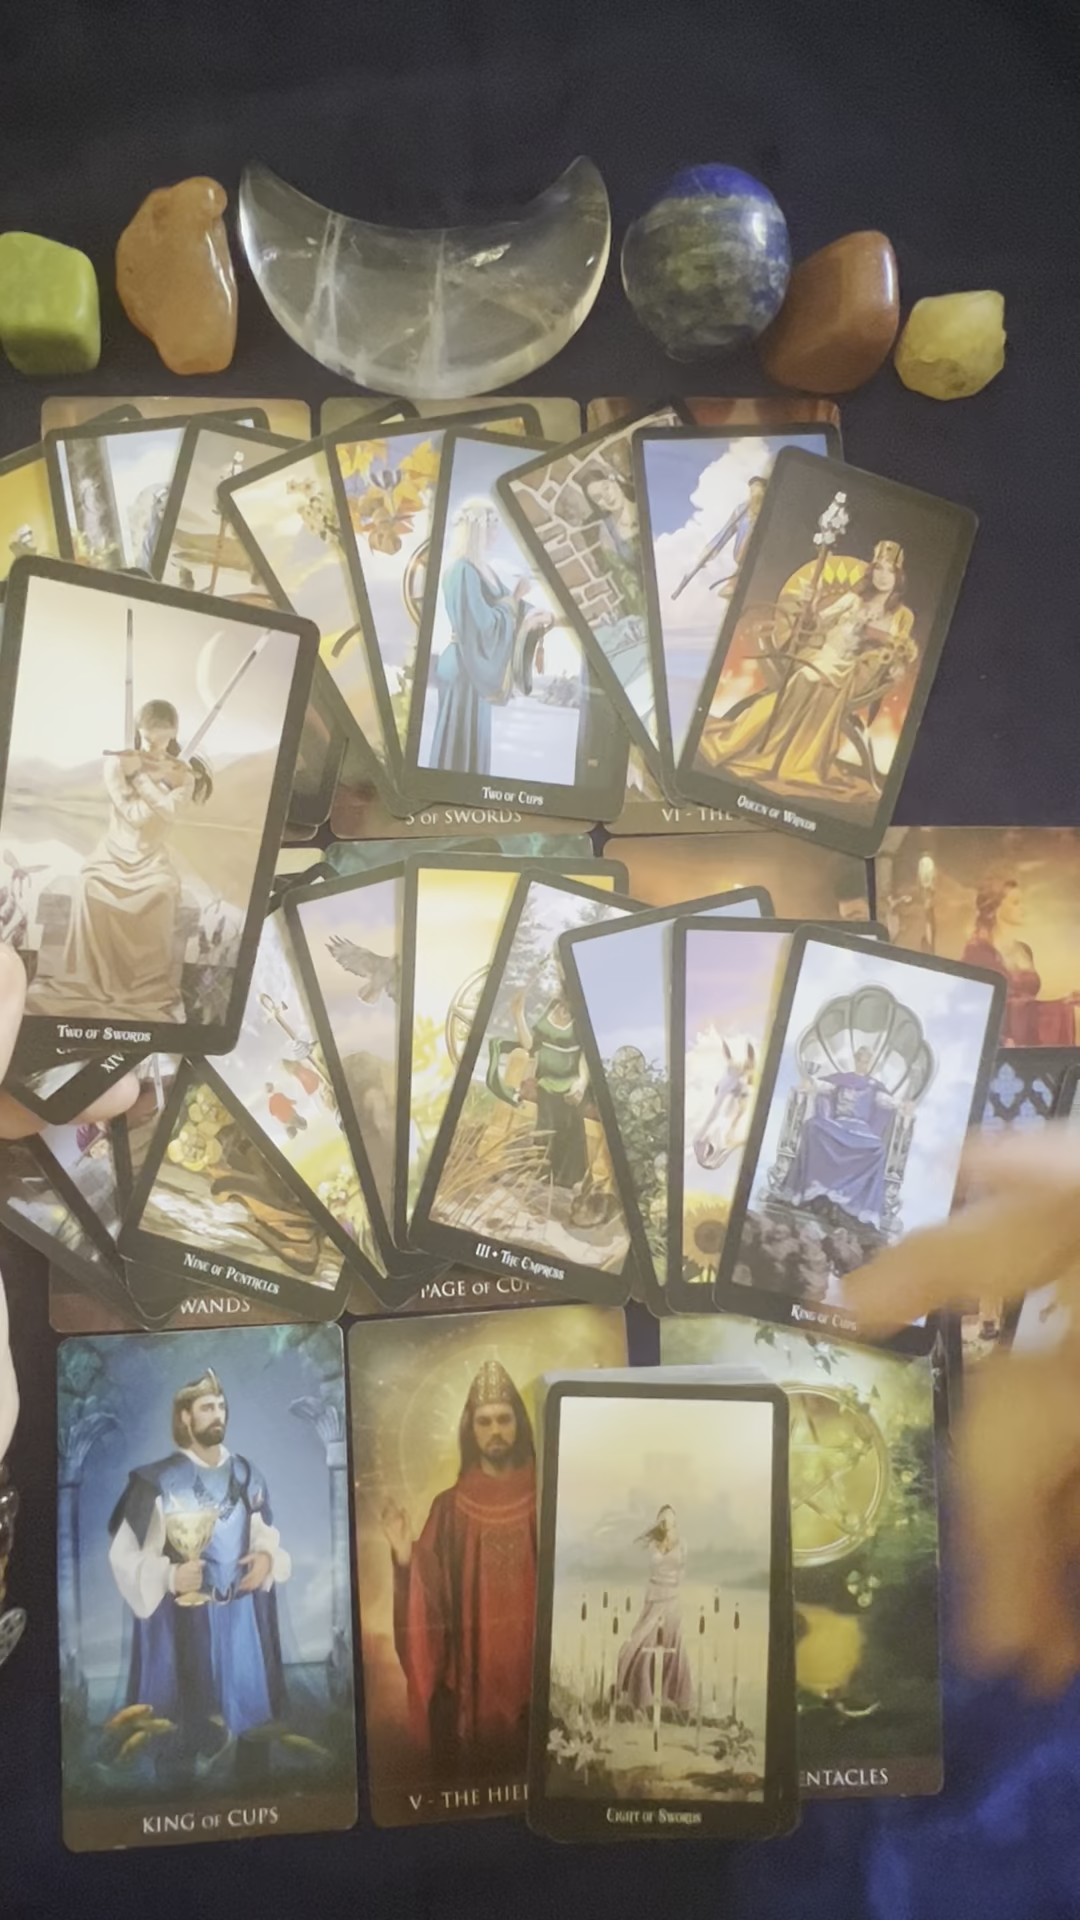 Two of Cups
Queen of Wands
S OF SWORDS
VI - THE
Two of Swords
XIV
Nine of Pentacles
III • The Empress
King of Cups
WANDS
PAGE OF CU
KING OF CUPS
V - THE HIE
Eight of Swords
ENTACLES